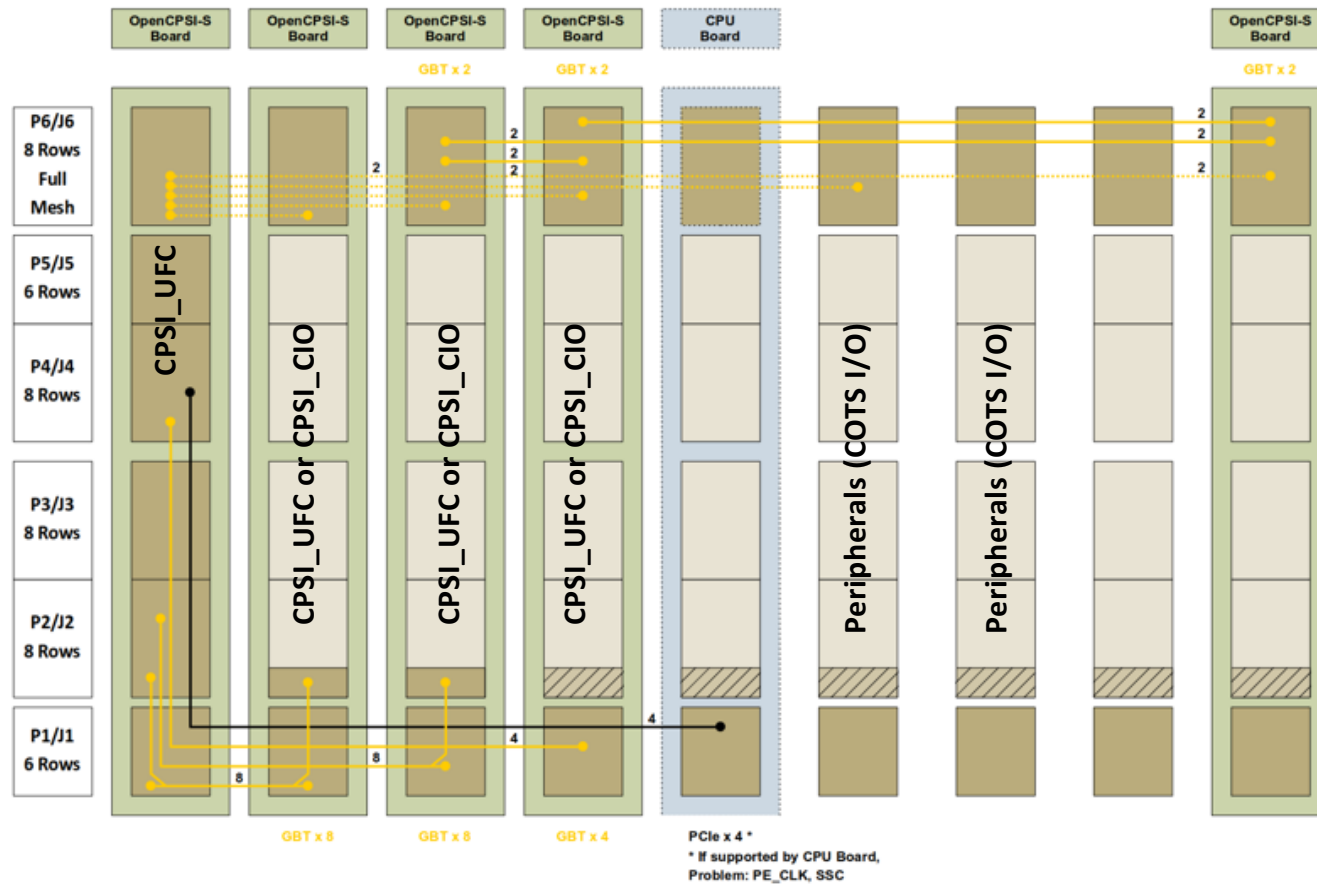 OpenCPSI-S
Board
OpenCPSI-S
Board
OpenCPSI-S
Board
OpenCPSI-S
Board
CPU
Board
OpenCPSI-S
Board
GBT x 2
GBT x 2
GBT x 2
P6/J6
8 Rows
Full
Mesh
2
2
2
2
2
2
2
P5/J5
6 Rows
P4/J4
8 Rows
P3/J3
8 Rows
P2/J2
8 Rows
P1/J1
6 Rows
CPSI_UFC
CPSI_UFC or CPSI_CIO
CPSI_UFC or CPSI_CIO
CPSI_UFC or CPSI_CIO
Peripherals (COTS I/O)
Peripherals (COTS I/O)
4
4
8
8
GBT x 8
GBT x 8
GBT x 4
PCIe x 4 *
* If supported by CPU Board,
Problem: PE_CLK, SSC